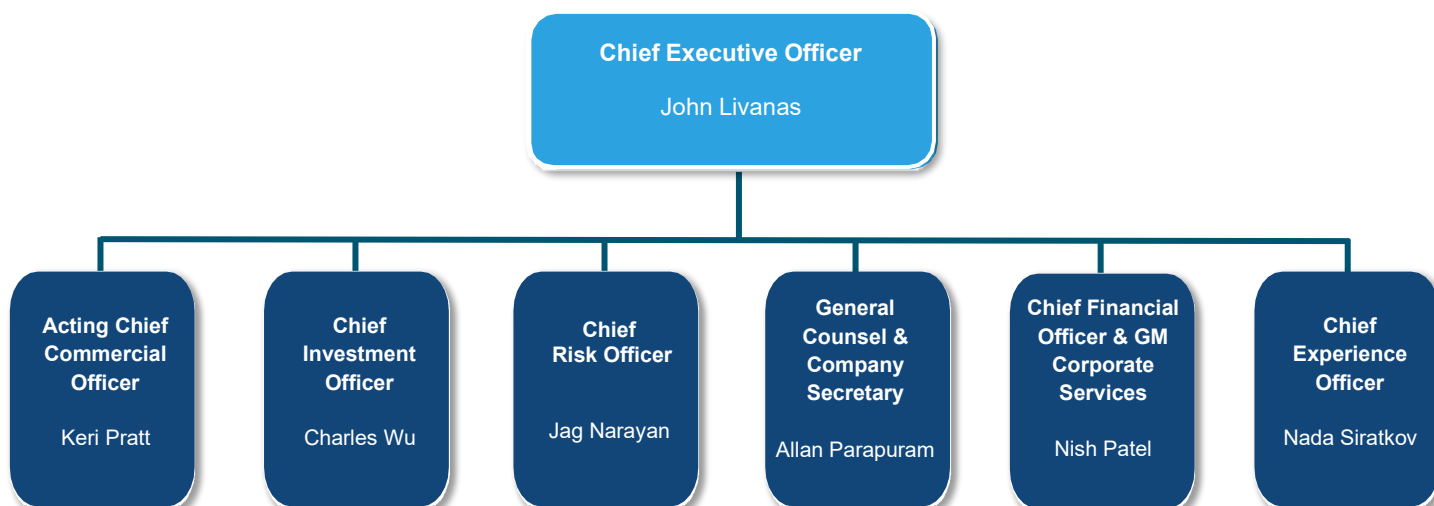 Chief Executive Officer
John Livanas
Acting Chief
Commercial
Officer
Keri Pratt
Chief
Investment
Officer
Charles Wu
Chief
Risk Officer
Jag Narayan
General
Counsel &
Company
Secretary
Allan Parapuram
Chief Financial
Officer & GM
Corporate
Services
Nish Patel
Chief
Experience
Officer
Nada Siratkov